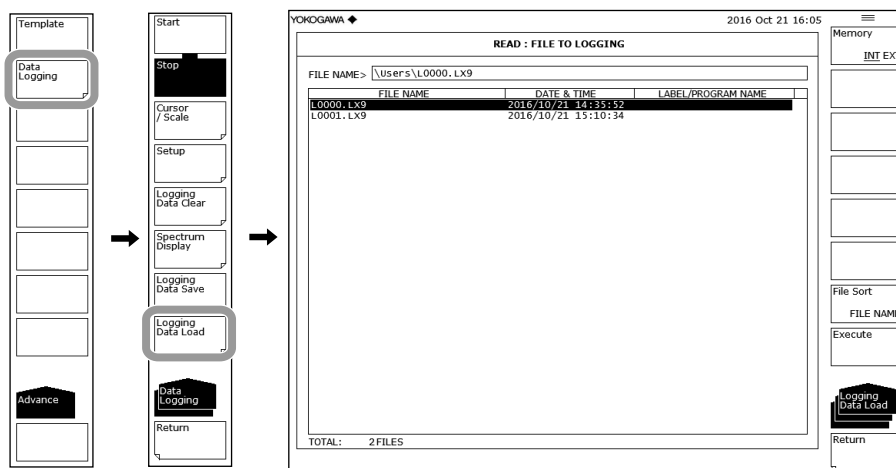 Template
Data
Logging
Advance
Start
Stop
Cursor
/ Scale
Setup
Logging
Data Clear
Spectrum
Display
Logging
Data Save
Logging
Data Load
Data
Logging
Return
YOKOGAWA ◆
2016 Oct 21 16:05
READ : FILE TO LOGGING
FILE NAME> \Users\L0000.LX9
FILE NAME DATE & TIME LABEL/PROGRAM NAME
L0000.LX9 2016/10/21 14:35:52
L0001.LX9 2016/10/21 15:10:34
TOTAL: 2FILES
Memory
INT EX
File Sort
FILE NAM
Execute
Logging
Data Load
Return